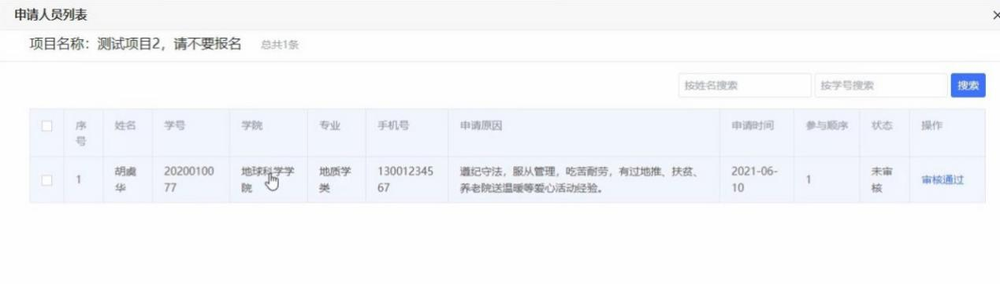 申请人员列表
项目名称：测试项目2，请不要报名 总共1条
按姓名搜索 按学号搜索 搜索
序号 姓名 学号 学院 专业 手机号 申请原因 申请时间 参与顺序 状态 操作
1 胡虞华 2020010077 地球科学学院 地质学类 13001234567 遵纪守法，服从管理，吃苦耐劳，有过地推、扶贫、养老院送温暖等爱心活动经验。 2021-06-10 1 未审核 审核通过